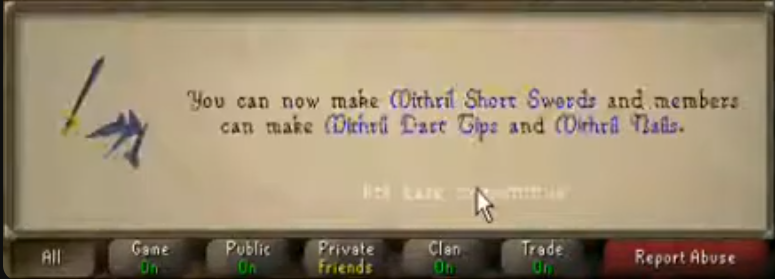 You can now make Mithril Short Swords and members
can make Mithril Dart Tips and Mithril Nails.
All
Game
On
Public
On
Private
Friends
Clan
On
Trade
On
Report Abuse